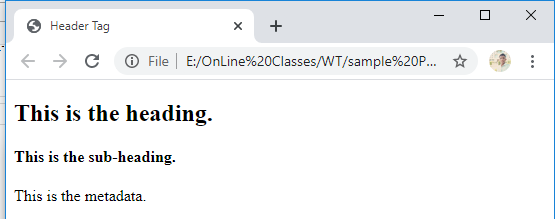 Header Tag
File | E:/OnLine%20Classes/WT/sample%20P...
This is the heading.
This is the sub-heading.
This is the metadata.